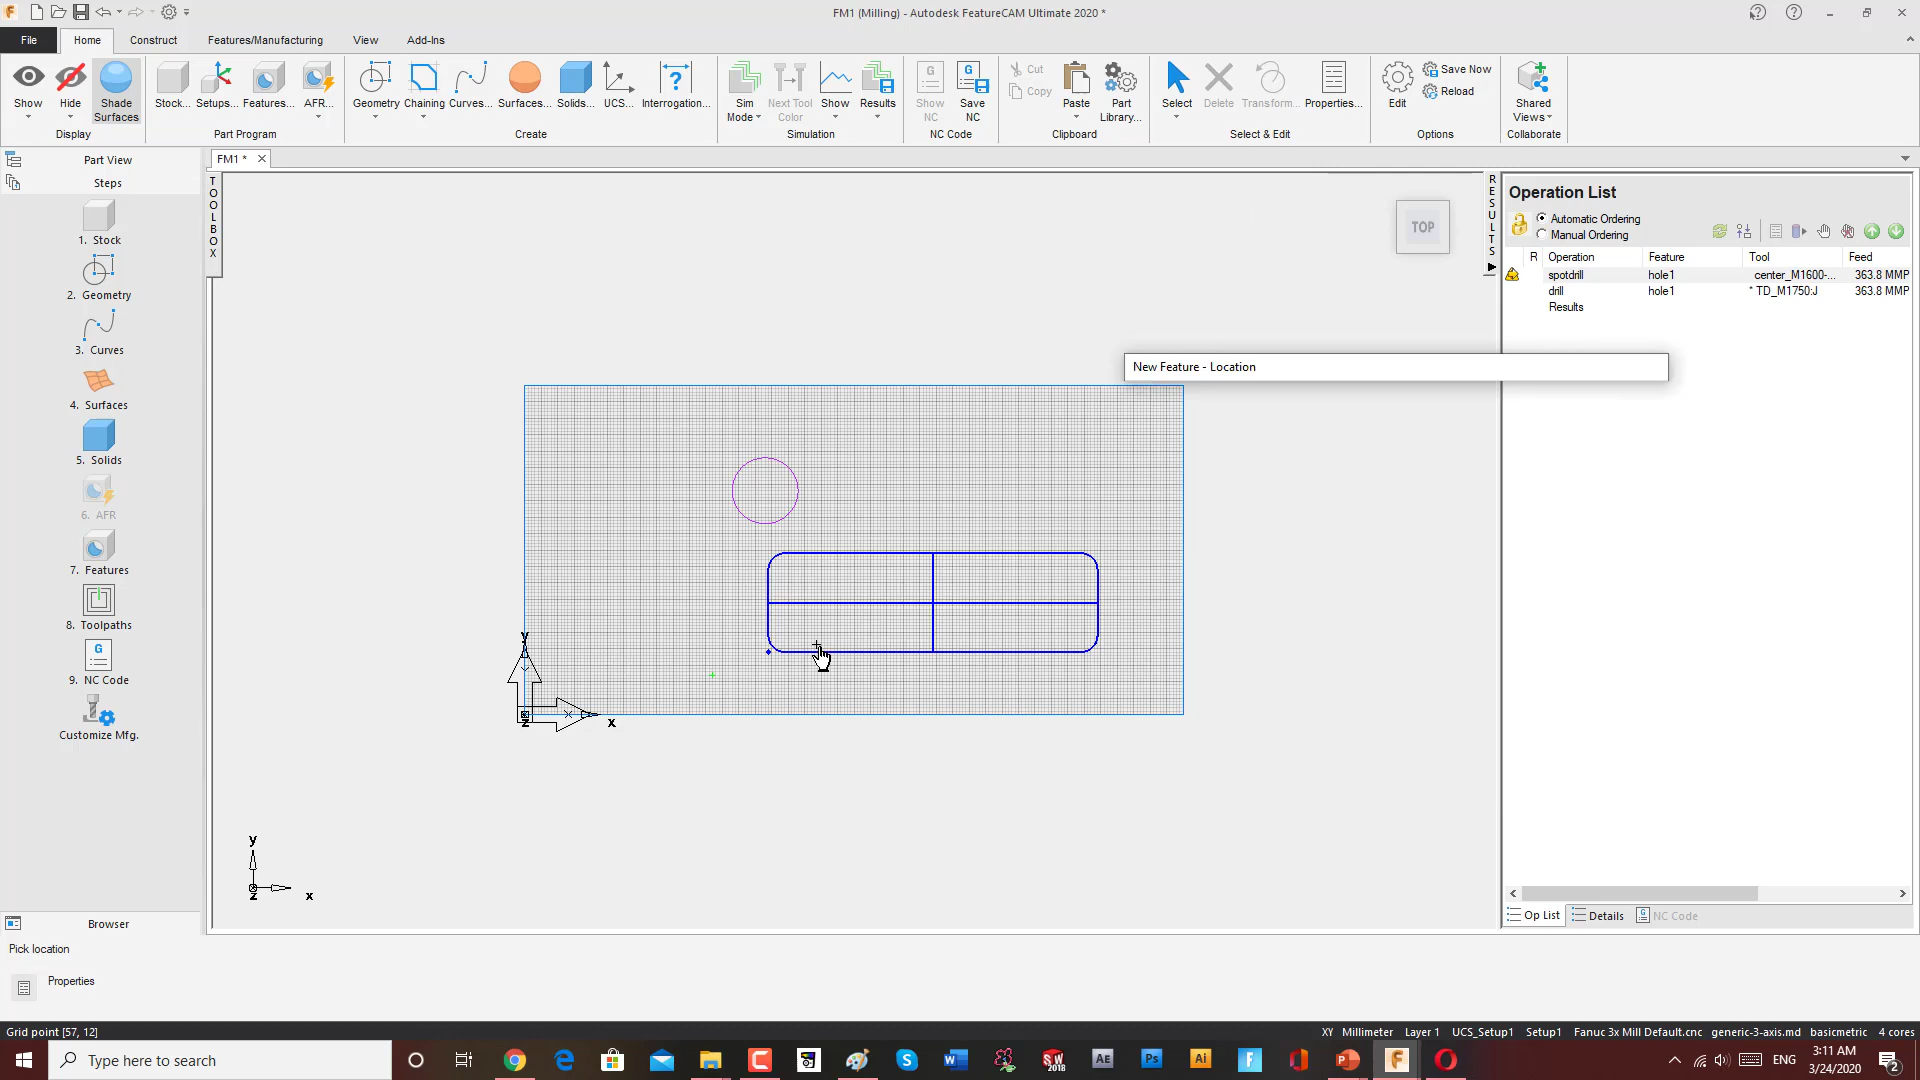 FM1 (Milling) - Autodesk FeatureCAM Ultimate 2020 *
File
Home
Construct
Features/Manufacturing
View
Add-Ins
Show
Hide
Shade
Surfaces
Display
Stock...
Setups...
Features...
AFR...
Part Program
Geometry
Chaining
Curves...
Surfaces...
Solids...
UCS...
Interrogation...
Create
Sim
Mode
Next Tool
Color
Show
Results
Simulation
Show
NC
Save
NC
NC Code
Cut
Copy
Paste
Part
Library...
Clipboard
Select
Delete
Transform...
Properties...
Select & Edit
Edit
Save Now
Reload
Options
Shared
Views
Collaborate
Part View
Steps
1. Stock
2. Geometry
3. Curves
4. Surfaces
5. Solids
6. AFR
7. Features
8. Toolpaths
9. NC Code
Customize Mfg.
Browser
FM1 *
TOOLBOX
TOP
y
x
z
y
x
z
RESULTS
New Feature - Location
Operation List
Automatic Ordering
Manual Ordering
R Operation Feature Tool Feed
spotdrill hole1 center_M1600-... 363.8 MMP
drill hole1 * TD_M1750:J 363.8 MMP
Results
Op List
Details
NC Code
Pick location
Properties
Grid point [57, 12]
XY Millimeter Layer 1 UCS_Setup1 Setup1 Fanuc 3x Mill Default.cnc generic-3-axis.md basicmetric 4 cores
Type here to search
ENG
3:11 AM
3/24/2020
2